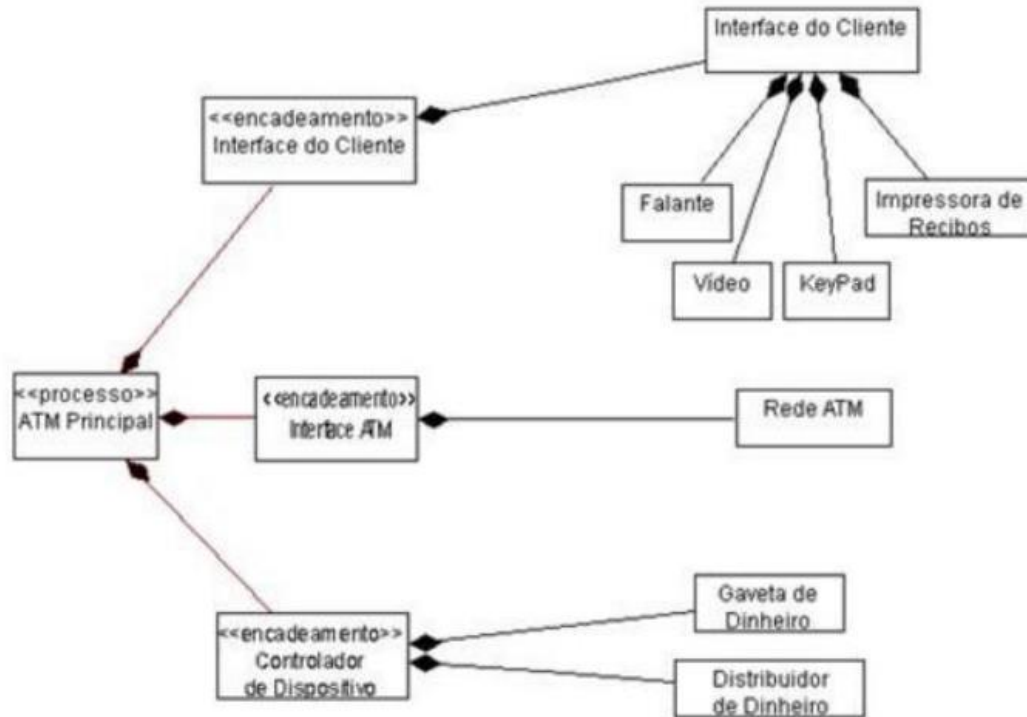 Interface do Cliente
<<encadeamento>>
Interface do Cliente
Falante
Impressora de
Recibos
Vídeo
KeyPad
<<processo>>
ATM Principal
<<encadeamento>>
Interface ATM
Rede ATM
<<encadeamento>>
Controlador
de Dispositivo
Gaveta de
Dinheiro
Distribuidor
de Dinheiro